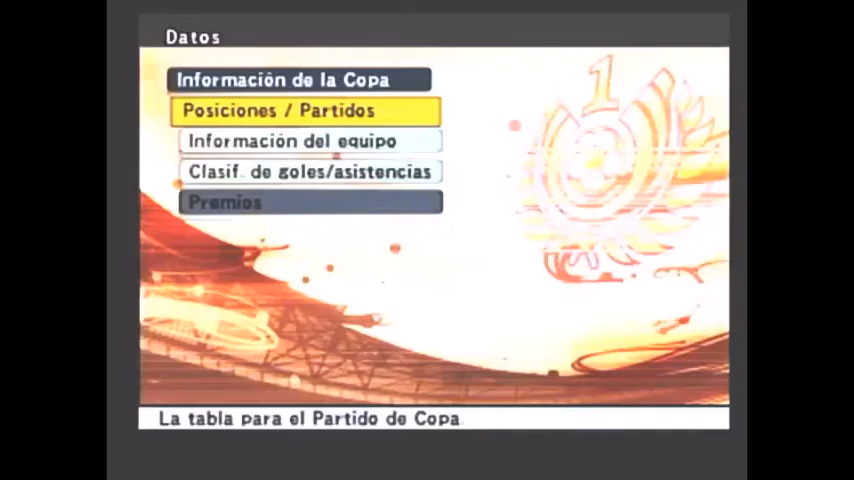 Datos
Información de la Copa
Posiciones / Partidos
Información del equipo
Clasif. de goles/asistencias
Premios
1
La tabla para el Partido de Copa.